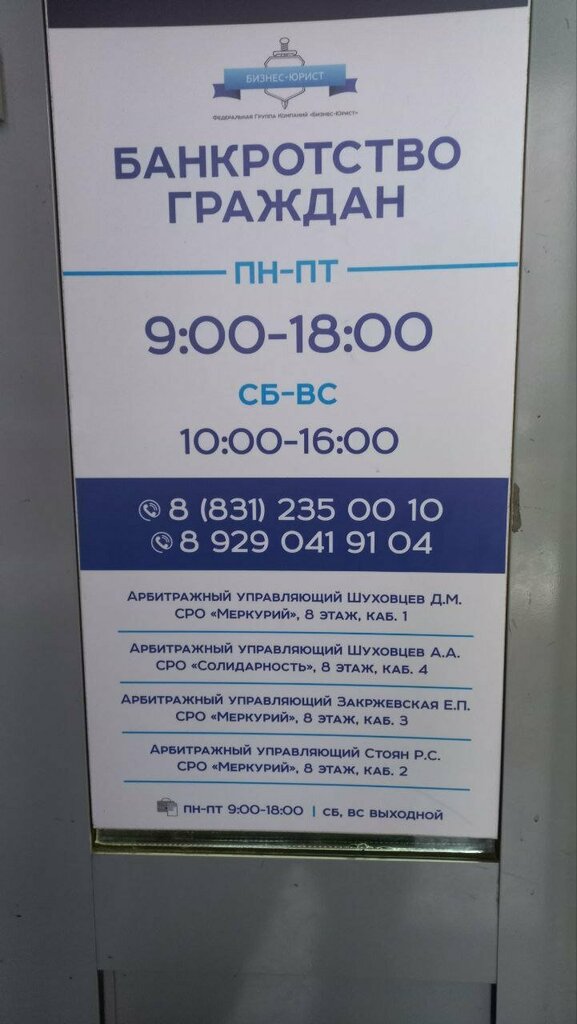 БИЗНЕС-ЮРИСТ
Федеральная Группа Компаний «Бизнес-Юрист»
БАНКРОТСТВО
ГРАЖДАН
ПН-ПТ
9:00-18:00
СБ-ВС
10:00-16:00
8 (831) 235 00 10
8 929 041 91 04
Арбитражный управляющий Шуховцев Д.М.
СРО «Меркурий», 8 этаж, каб. 1
Арбитражный управляющий Шуховцев А.А.
СРО «Солидарность», 8 этаж, каб. 4
Арбитражный управляющий Закржевская Е.П.
СРО «Меркурий», 8 этаж, каб. 3
Арбитражный управляющий Стоян Р.С.
СРО «Меркурий», 8 этаж, каб. 2
ПН-ПТ 9:00-18:00 | СБ, ВС ВЫХОДНОЙ